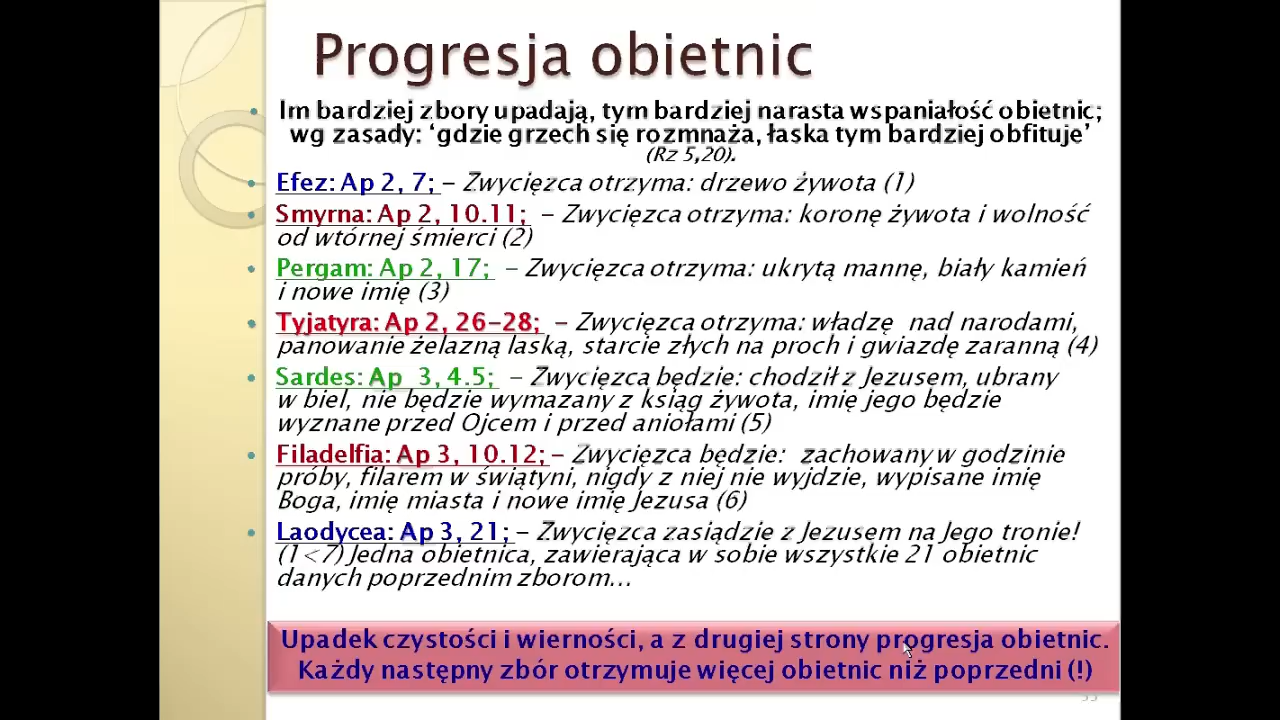 Progresja obietnic
Im bardziej zbory upadają, tym bardziej narasta wspaniałość obietnic;
wg zasady: ‘gdzie grzech się rozmnaża, łaska tym bardziej obfituje’
(Rz 5,20).
Efez: Ap 2, 7; - Zwycięzca otrzyma: drzewo żywota (1)
Smyrna: Ap 2, 10.11; - Zwycięzca otrzyma: koronę żywota i wolność
od wtórnej śmierci (2)
Pergam: Ap 2, 17; - Zwycięzca otrzyma: ukrytą mannę, biały kamień
i nowe imię (3)
Tyjatyra: Ap 2, 26-28; - Zwycięzca otrzyma: władzę nad narodami,
panowanie żelazną laską, starcie złych na proch i gwiazdę zaranną (4)
Sardes: Ap 3, 4.5; - Zwycięzca będzie: chodził z Jezusem, ubrany
w biel, nie będzie wymazany z ksiąg żywota, imię jego będzie
wyznane przed Ojcem i przed aniołami (5)
Filadelfia: Ap 3, 10.12; - Zwycięzca będzie: zachowany w godzinie
próby, filarem w świątyni, nigdy z niej nie wyjdzie, wypisane imię
Boga, imię miasta i nowe imię Jezusa (6)
Laodycea: Ap 3, 21; - Zwycięzca zasiądzie z Jezusem na Jego tronie!
(1<7) Jedna obietnica, zawierająca w sobie wszystkie 21 obietnic
danych poprzednim zborom...
Upadek czystości i wierności, a z drugiej strony progresja obietnic.
Każdy następny zbór otrzymuje więcej obietnic niż poprzedni (!)